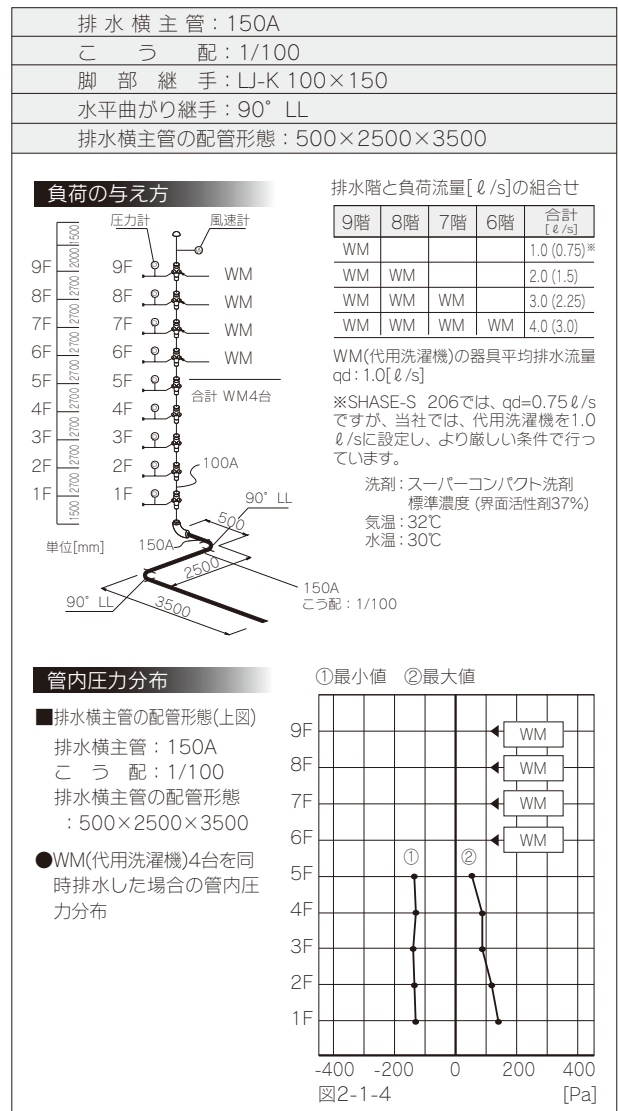 排水横主管：150A
こう配：1/100
脚部継手：LJ-K 100×150
水平曲がり継手：90°LL
排水横主管の配管形態：500×2500×3500
負荷の与え方
圧力計
風速計
1500
2000
9F
9F
WM
2700
8F
8F
WM
2700
7F
7F
WM
2700
6F
6F
WM
2700
5F
5F
合計 WM4台
2700
4F
4F
2700
3F
3F
2700
2F
2F
100A
2700
1F
1F
1500
90°LL
単位[mm]
150A
500
2500
150A
こう配：1/100
90°LL
3500
排水階と負荷流量[ℓ/s]の組合せ
9階 8階 7階 6階 合計[ℓ/s]
WM 1.0 (0.75)※
WM WM 2.0 (1.5)
WM WM WM 3.0 (2.25)
WM WM WM WM 4.0 (3.0)
WM(代用洗濯機)の器具平均排水流量
qd：1.0[ℓ/s]
※SHASE-S 206では、qd=0.75ℓ/s
ですが、当社では、代用洗濯機を1.0
ℓ/sに設定し、より厳しい条件で行っ
ています。
洗剤：スーパーコンパクト洗剤
標準濃度 (界面活性剤37%)
気温：32℃
水温：30℃
管内圧力分布
■排水横主管の配管形態(上図)
排水横主管：150A
こう配：1/100
排水横主管の配管形態
：500×2500×3500
●WM(代用洗濯機)4台を同
時排水した場合の管内圧
力分布
①最小値 ②最大値
9F
WM
8F
WM
7F
WM
6F
WM
① ②
5F
4F
3F
2F
1F
-400 -200 0 200 400
図2-1-4 [Pa]